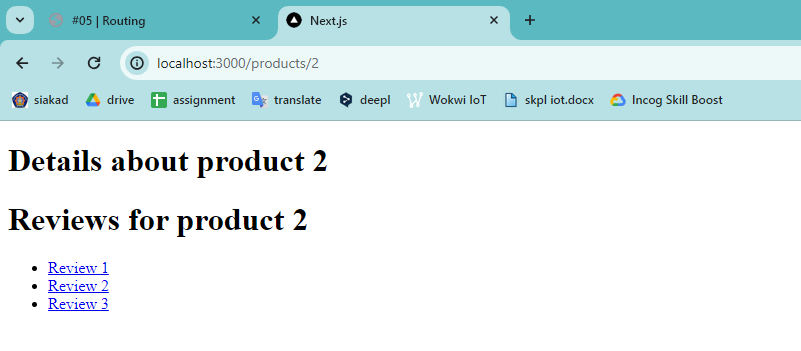 #05 | Routing
Next.js
localhost:3000/products/2
siakad drive assignment translate deepl Wokwi IoT skpl iot.docx Incog Skill Boost
Details about product 2
Reviews for product 2
Review 1
Review 2
Review 3